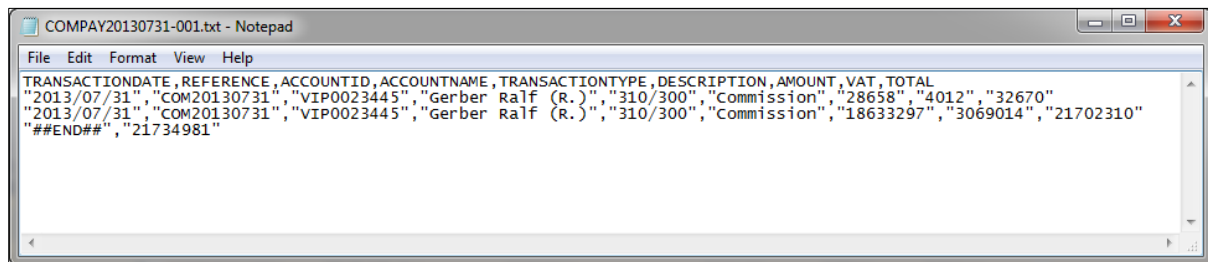 COMPAY20130731-001.txt - Notepad
File Edit Format View Help
TRANSACTIONDATE,REFERENCE,ACCOUNTID,ACCOUNTNAME,TRANSACTIONTYPE,DESCRIPTION,AMOUNT,VAT,TOTAL
"2013/07/31","COM20130731","VIP0023445","Gerber Ralf (R.)","310/300","Commission","28658","4012","32670"
"2013/07/31","COM20130731","VIP0023445","Gerber Ralf (R.)","310/300","Commission","18633297","3069014","21702310"
"##END##","21734981"